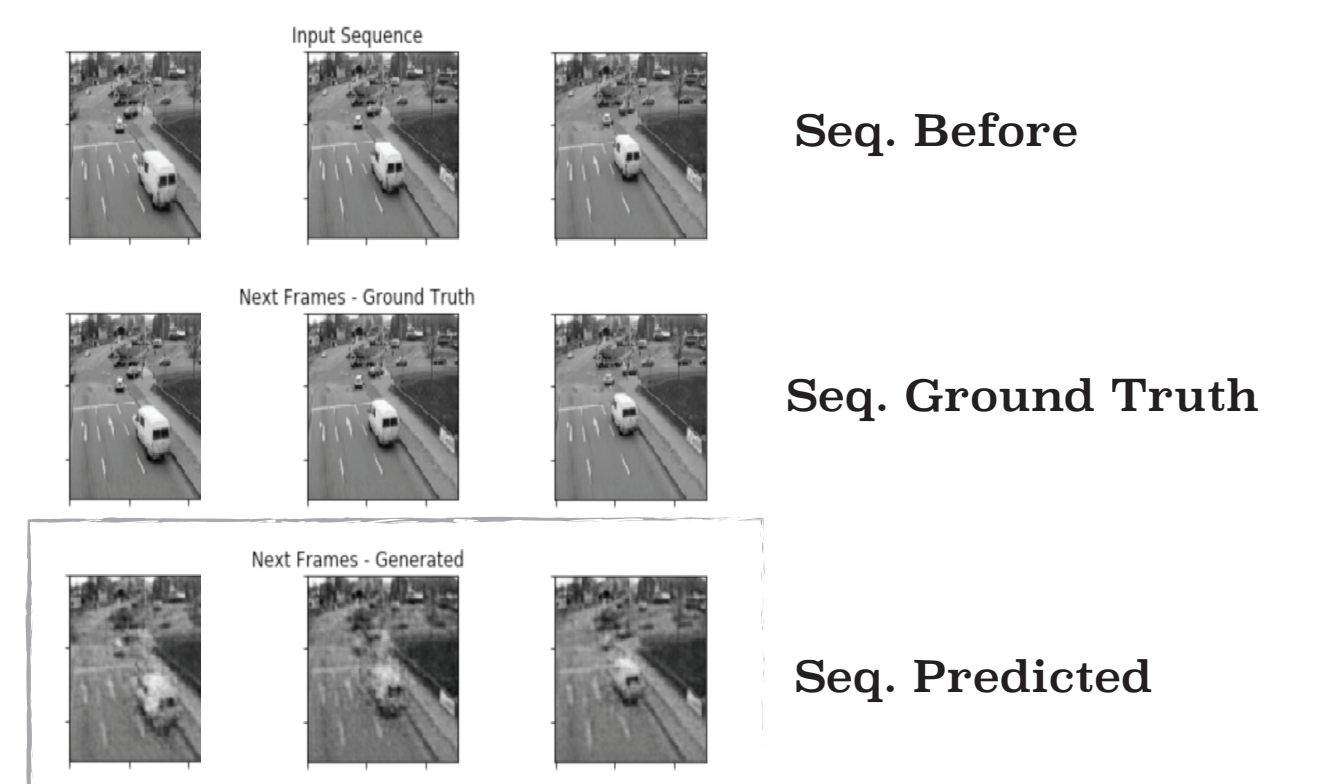 Input Sequence
Seq. Before
Next Frames - Ground Truth
Seq. Ground Truth
Next Frames - Generated
Seq. Predicted